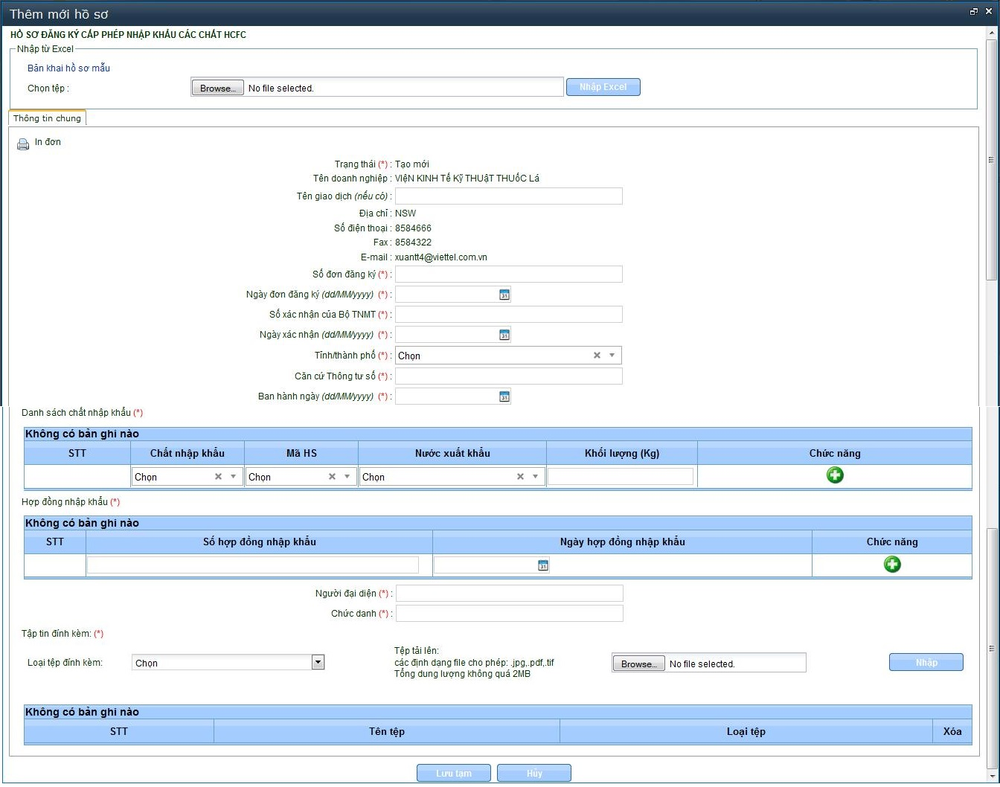 Thêm mới hồ sơ
HỒ SƠ ĐĂNG KÝ CẤP PHÉP NHẬP KHẨU CÁC CHẤT HCFC
Nhập từ Excel
Bản khai hồ sơ mẫu
Chọn tệp : Browse... No file selected. Nhập Excel
Thông tin chung
In đơn
Trạng thái (*) : Tạo mới
Tên doanh nghiệp : VIỆN KINH Tế Kỹ THUậT THUốC Lá
Tên giao dịch (nếu có) :
Địa chỉ : NSW
Số điện thoại : 8584666
Fax : 8584322
E-mail : xuantt4@viettel.com.vn
Số đơn đăng ký (*) :
Ngày đơn đăng ký (dd/MM/yyyy) (*) : 31
Số xác nhận của Bộ TNMT (*) :
Ngày xác nhận (dd/MM/yyyy) (*) : 31
Tỉnh/thành phố (*) : Chọn
Căn cứ Thông tư số (*) :
Ban hành ngày (dd/MM/yyyy) (*) : 31
Danh sách chất nhập khẩu (*)
Không có bản ghi nào
STT Chất nhập khẩu Mã HS Nước xuất khẩu Khối lượng (Kg) Chức năng
Chọn Chọn Chọn
Hợp đồng nhập khẩu (*)
Không có bản ghi nào
STT Số hợp đồng nhập khẩu Ngày hợp đồng nhập khẩu Chức năng
31
Người đại diện (*) :
Chức danh (*) :
Tập tin đính kèm: (*)
Loại tệp đính kèm: Chọn
Tệp tải lên:
các định dạng file cho phép: .jpg,.pdf,.tif
Tổng dung lượng không quá 2MB
Browse... No file selected. Nhập
Không có bản ghi nào
STT Tên tệp Loại tệp Xóa
Lưu tạm Hủy